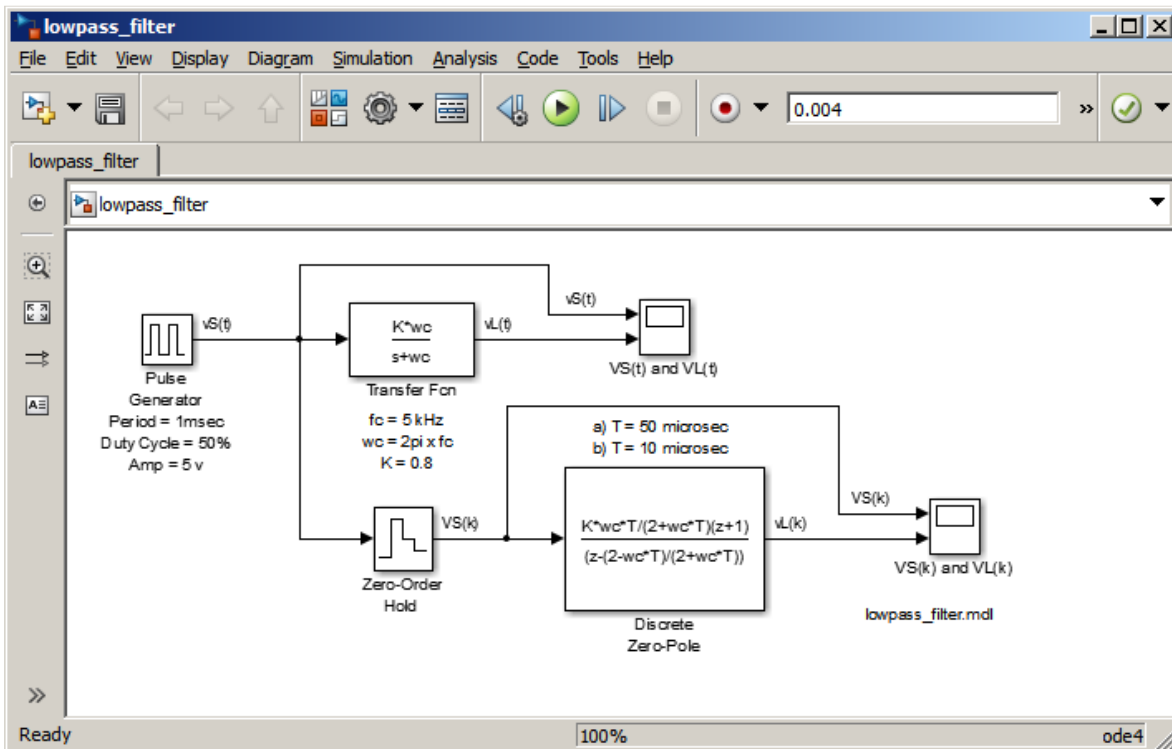 lowpass_filter
File Edit View Display Diagram Simulation Analysis Code Tools Help
0.004
lowpass_filter
lowpass_filter
vS(t)
vS(t)
vL(t)
K*wc
s+wc
VS(t) and VL(t)
Pulse
Generator
Period = 1msec
Duty Cycle = 50%
Amp = 5 v
Transfer Fcn
fc = 5 kHz
wc = 2pi x fc
K = 0.8
a) T = 50 microsec
b) T = 10 microsec
VS(k)
VS(k)
K*wc*T/(2+wc*T)(z+1)
(z-(2-wc*T)/(2+wc*T))
vL(k)
VS(k) and VL(k)
Zero-Order
Hold
Discrete
Zero-Pole
lowpass_filter.mdl
Ready 100% ode4